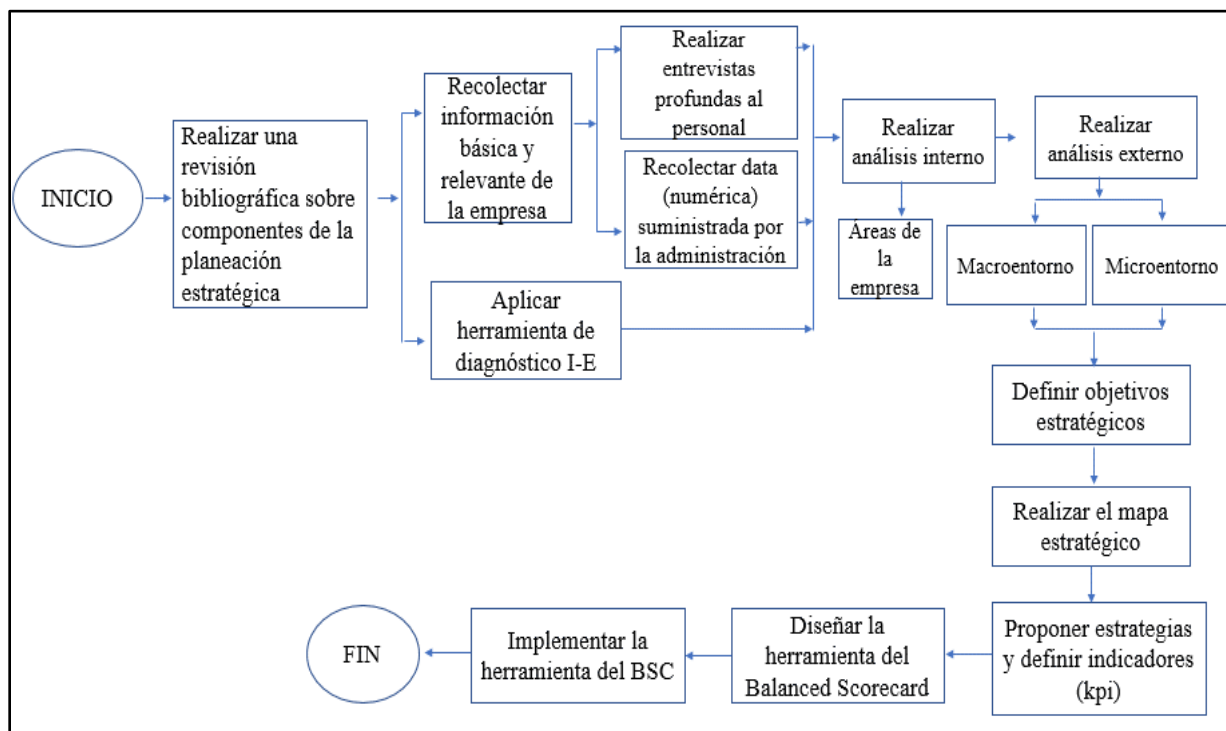 INICIO
Realizar una
revisión
bibliográfica sobre
componentes de la
planeación
estratégica
Recolectar
información
básica y
relevante de
la empresa
Aplicar
herramienta de
diagnóstico I-E
Realizar
entrevistas
profundas al
personal
Recolectar data
(numérica)
suministrada por
la administración
Realizar
análisis interno
Áreas de
la
empresa
Realizar
análisis externo
Macroentorno
Microentorno
Definir objetivos
estratégicos
Realizar el mapa
estratégico
Proponer estrategias
y definir indicadores
(kpi)
Diseñar la
herramienta del
Balanced Scorecard
Implementar la
herramienta del BSC
FIN